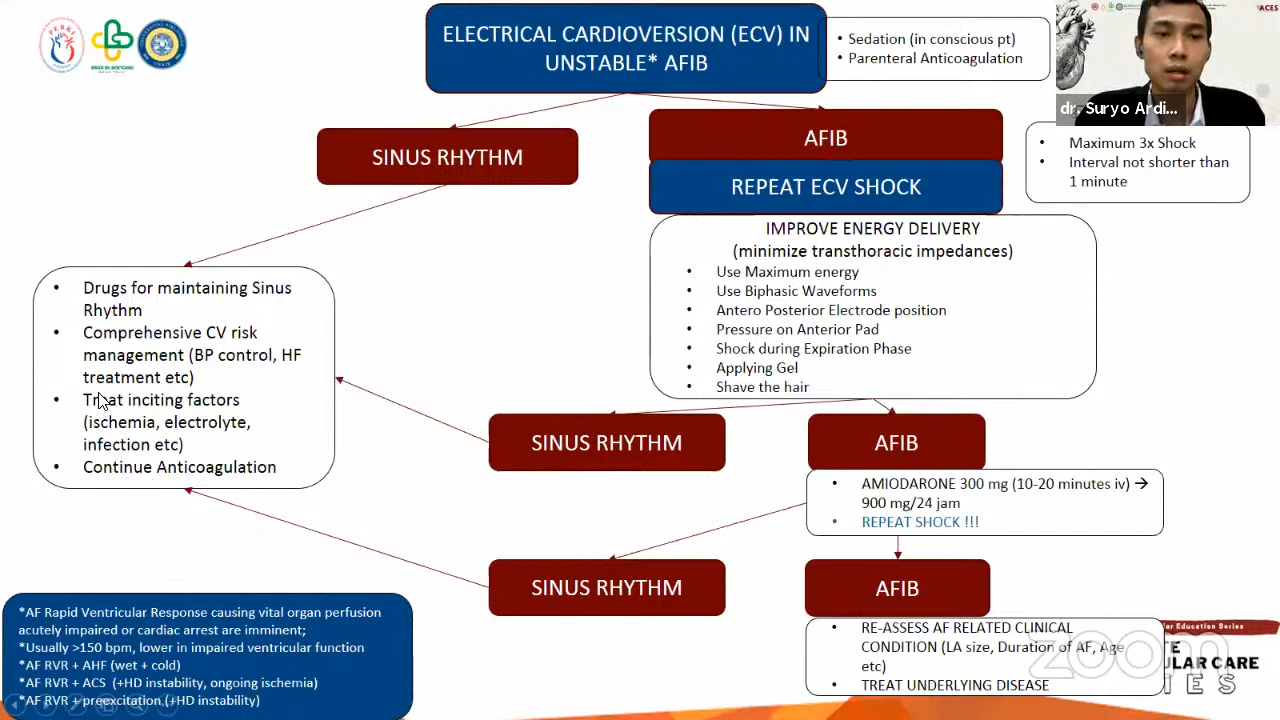 ELECTRICAL CARDIOVERSION (ECV) IN
UNSTABLE* AFIB
• Sedation (in conscious pt)
• Parenteral Anticoagulation
ACES
dr. Suryo Ardi...
SINUS RHYTHM
AFIB
REPEAT ECV SHOCK
• Maximum 3x Shock
• Interval not shorter than
1 minute
IMPROVE ENERGY DELIVERY
(minimize transthoracic impedances)
• Use Maximum energy
• Use Biphasic Waveforms
• Antero Posterior Electrode position
• Pressure on Anterior Pad
• Shock during Expiration Phase
• Applying Gel
• Shave the hair
• Drugs for maintaining Sinus
Rhythm
• Comprehensive CV risk
management (BP control, HF
treatment etc)
• Treat inciting factors
(ischemia, electrolyte,
infection etc)
• Continue Anticoagulation
SINUS RHYTHM
AFIB
• AMIODARONE 300 mg (10-20 minutes iv) →
900 mg/24 jam
• REPEAT SHOCK !!!
SINUS RHYTHM
AFIB
• RE-ASSESS AF RELATED CLINICAL
CONDITION (LA size, Duration of AF, Age
etc)
• TREAT UNDERLYING DISEASE
*AF Rapid Ventricular Response causing vital organ perfusion
acutely impaired or cardiac arrest are imminent;
*Usually >150 bpm, lower in impaired ventricular function
*AF RVR + AHF (wet + cold)
*AF RVR + ACS (+HD instability, ongoing ischemia)
*AF RVR + preexcitation (+HD instability)
Education Series
ULAR CARE
zoom